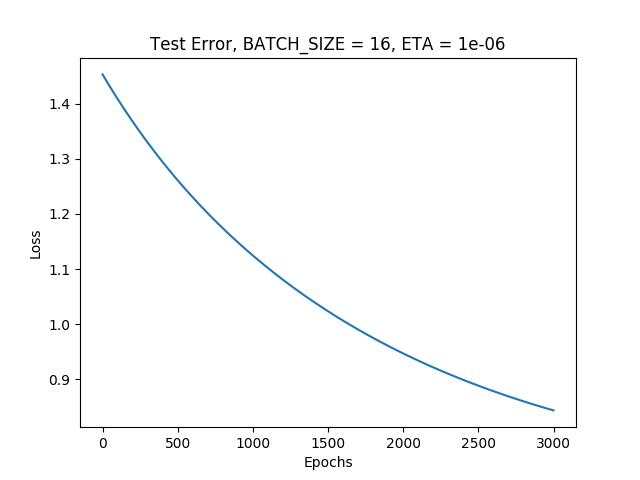 Test Error, BATCH_SIZE = 16, ETA = 1e-06
1.4
1.3
1.2
1.1
1.0
0.9
Loss
0 500 1000 1500 2000 2500 3000
Epochs